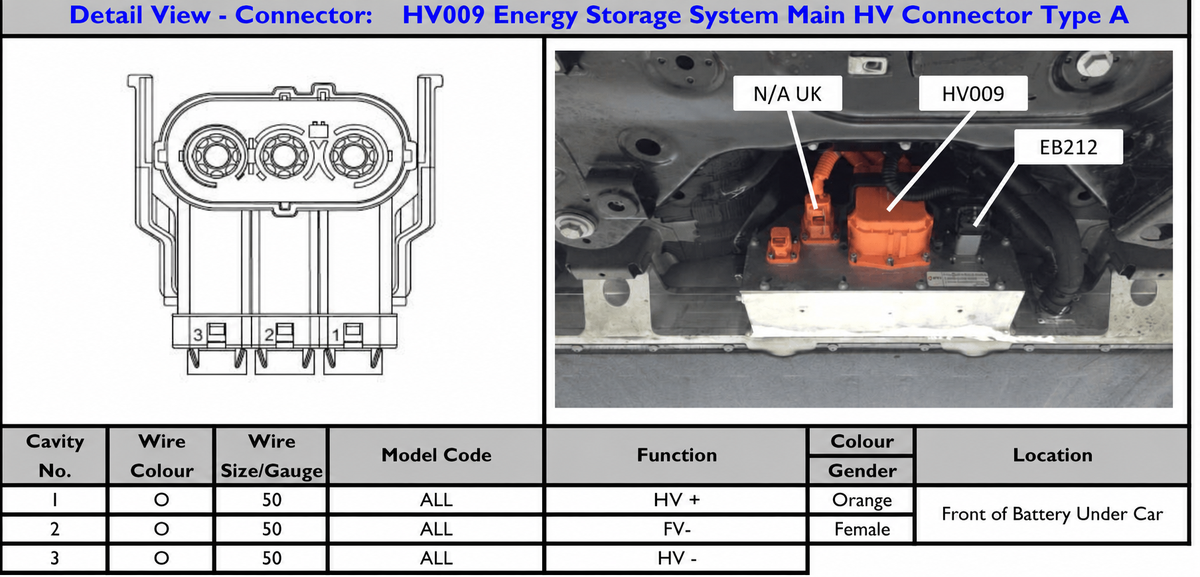 Detail View - Connector: HV009 Energy Storage System Main HV Connector Type A
3 2 1
N/A UK
HV009
EB212
Cavity No. Wire Colour Wire Size/Gauge Model Code Function Colour Gender Location
1 O 50 ALL HV + Orange Front of Battery Under Car
2 O 50 ALL FV- Female
3 O 50 ALL HV -